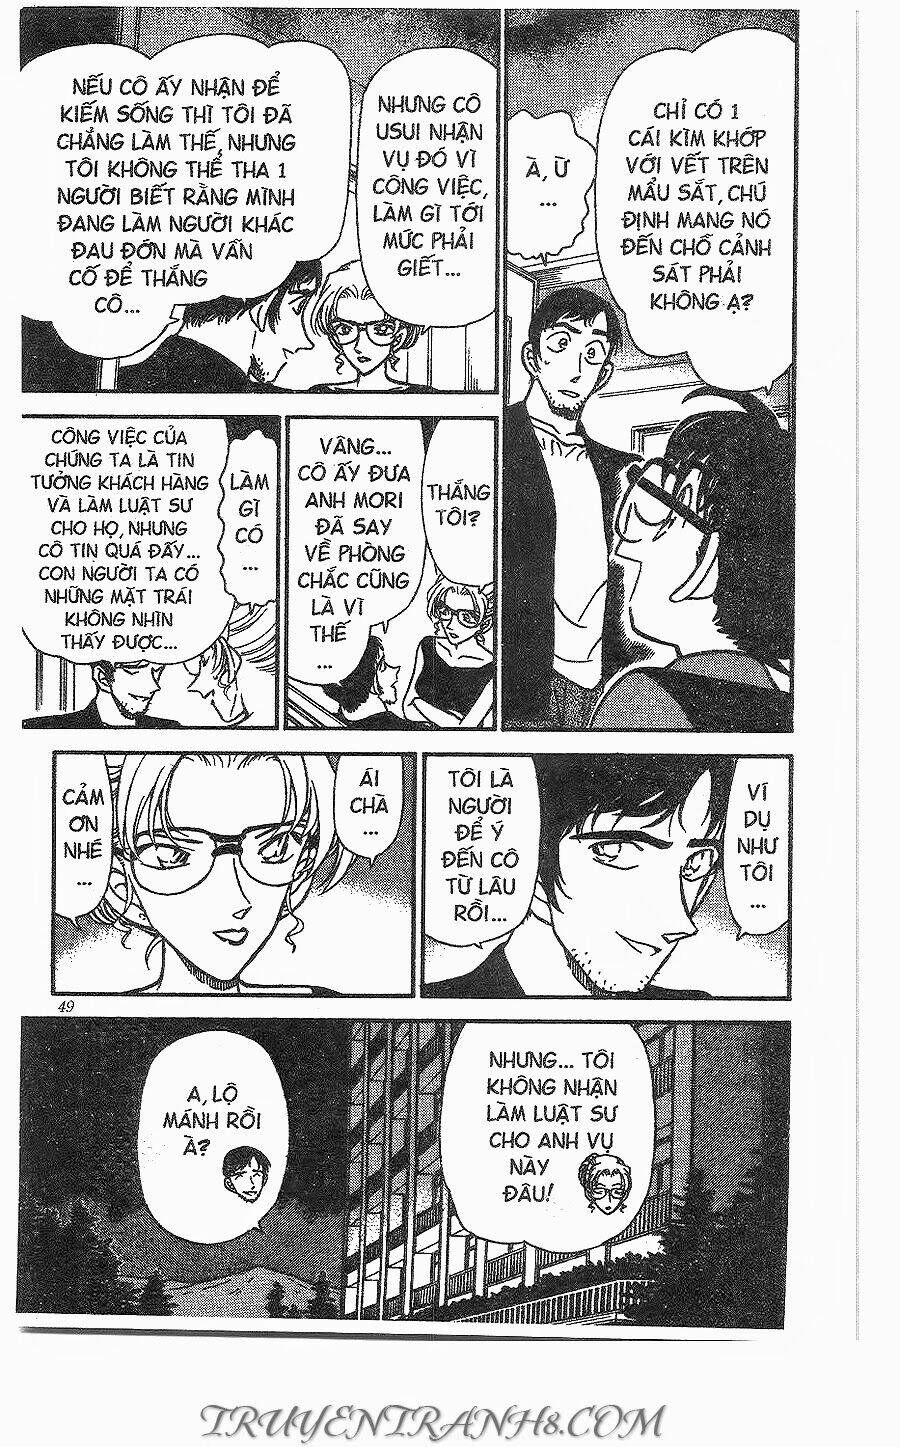 CHỈ CÓ 1
CÁI KÌM KHỚP
VỚI VẾT TRÊN
MẨU SẮT, CHÚ
ĐỊNH MANG NÓ
ĐẾN CHỖ CẢNH
SÁT PHẢI
KHÔNG Ạ?
À, Ừ
...
NHƯNG CÔ
USUI NHẬN
VỤ ĐÓ VÌ
CÔNG VIỆC,
LÀM GÌ TỚI
MỨC PHẢI
GIẾT...
NẾU CÔ ẤY NHẬN ĐỂ
KIẾM SỐNG THÌ TÔI ĐÃ
CHẲNG LÀM THẾ, NHƯNG
TÔI KHÔNG THỂ THA 1
NGƯỜI BIẾT RẰNG MÌNH
ĐANG LÀM NGƯỜI KHÁC
ĐAU ĐỚN MÀ VẪN
CỐ ĐỂ THẮNG
CÔ...
THẮNG
TÔI?
VÂNG...
CÔ ẤY ĐƯA
ANH MORI
ĐÃ SAY
VỀ PHÒNG
CHẮC CŨNG
LÀ VÌ
THẾ
...
LÀM
GÌ
CÓ
...
CÔNG VIỆC CỦA
CHÚNG TA LÀ TIN
TƯỞNG KHÁCH HÀNG
VÀ LÀM LUẬT SƯ
CHO HỌ, NHƯNG
CÔ TIN QUÁ ĐẤY...
CON NGƯỜI TA CÓ
NHỮNG MẶT TRÁI
KHÔNG NHÌN
THẤY ĐƯỢC...
VÍ
DỤ
NHƯ
TÔI
...
TÔI LÀ
NGƯỜI
ĐỂ Ý
ĐẾN CÔ
TỪ LÂU
RỒI...
ÁI
CHÀ
...
CẢM
ƠN
NHÉ
...
49
NHƯNG... TÔI
KHÔNG NHẬN
LÀM LUẬT SƯ
CHO ANH VỤ
NÀY
ĐÂU!
A, LỘ
MÁNH RỒI
À?
TRUYENTRANH8.COM